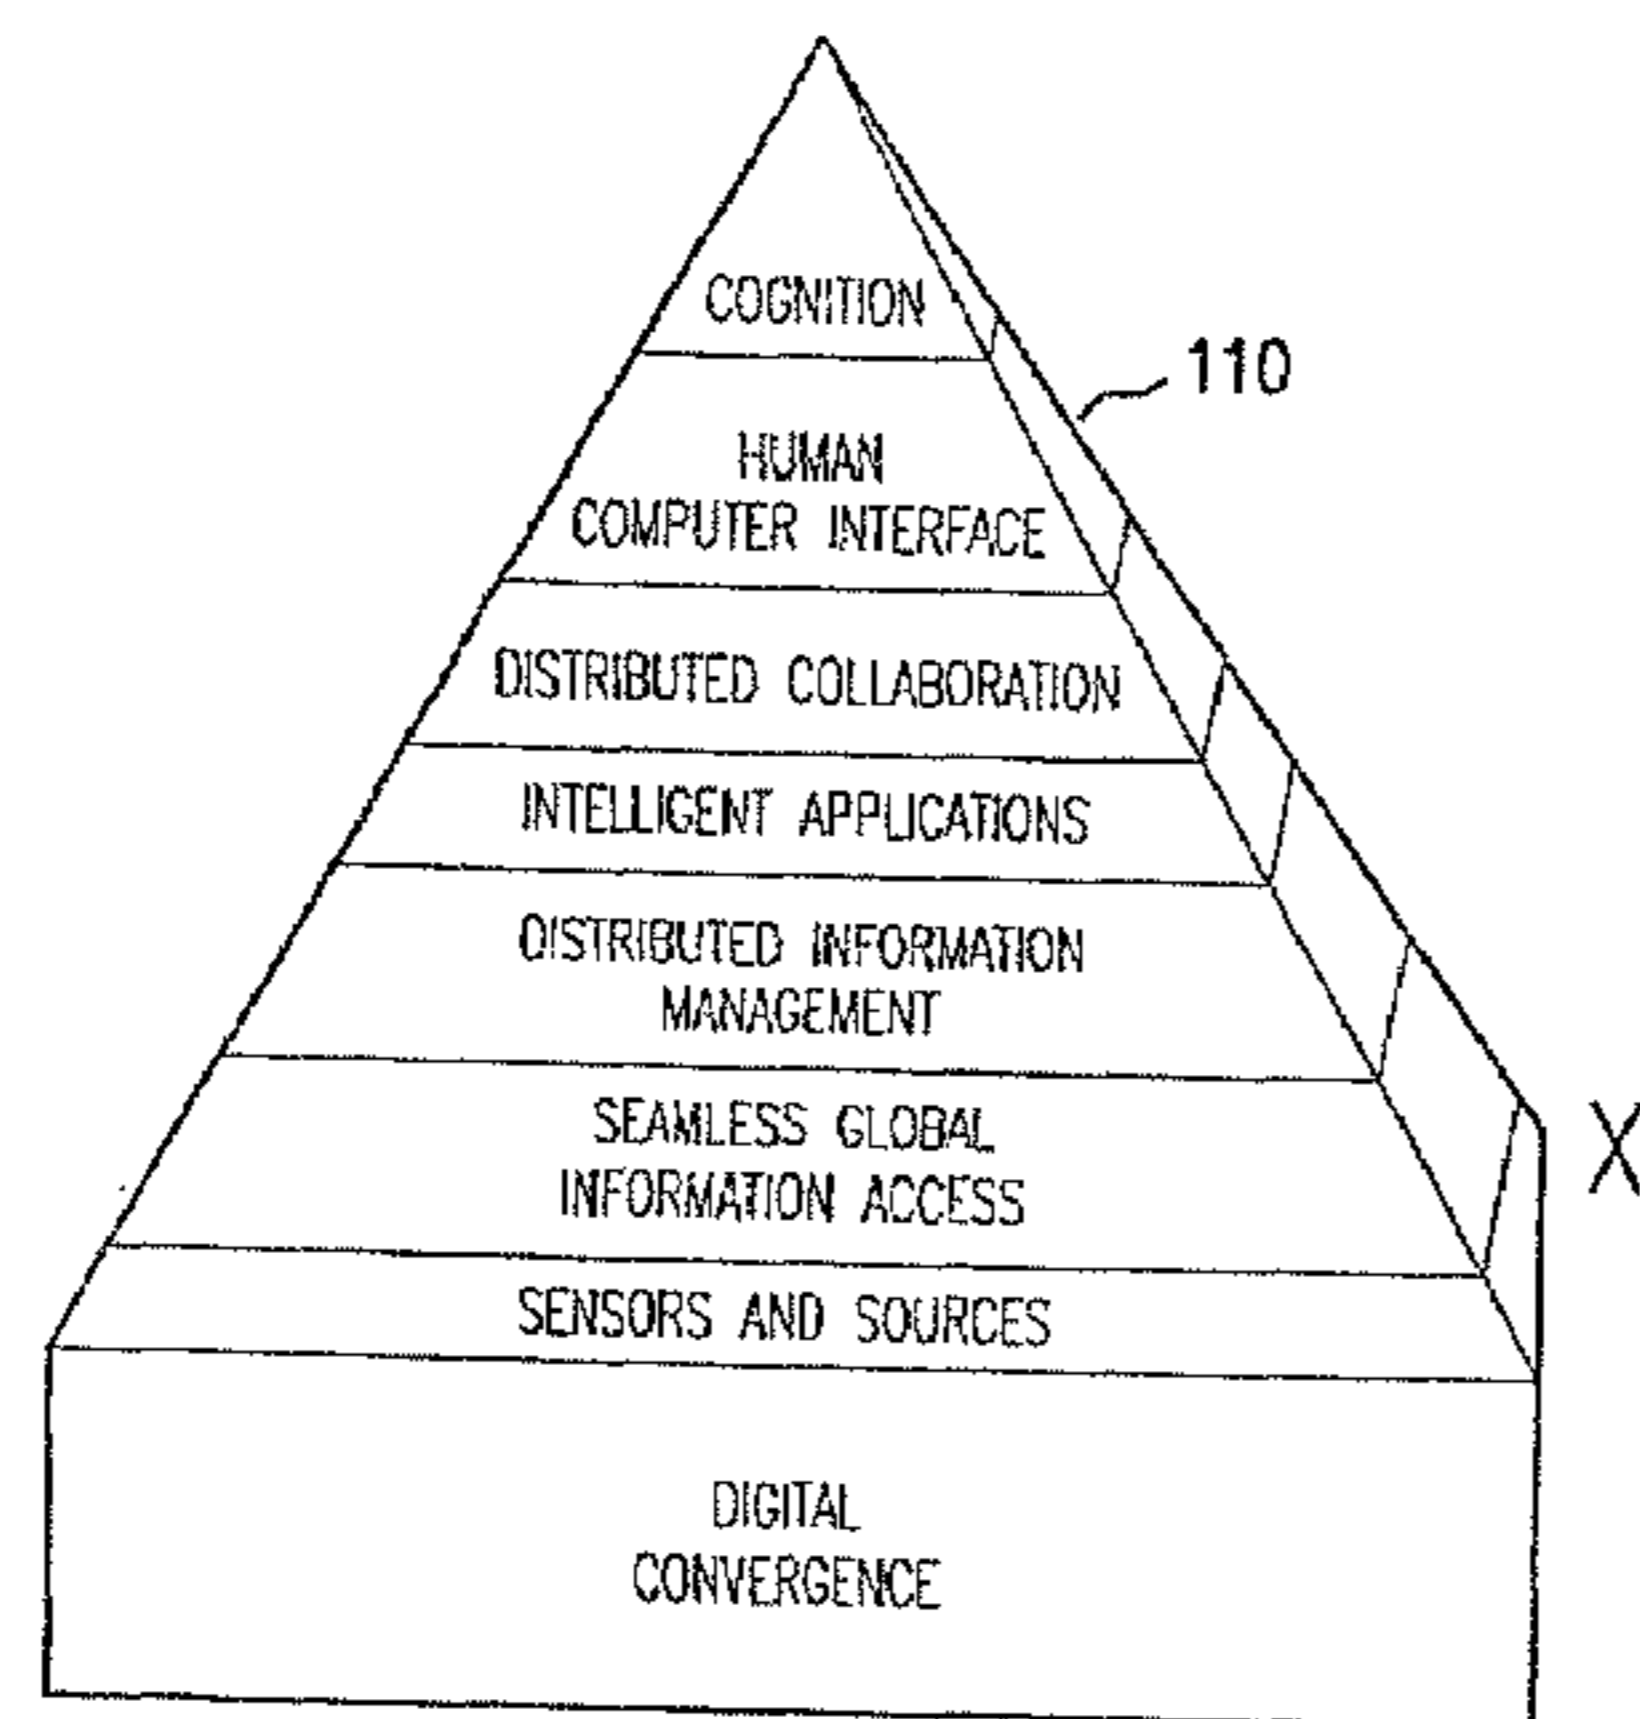 COGNITION
110
HUMAN
COMPUTER INTERFACE
DISTRIBUTED COLLABORATION
INTELLIGENT APPLICATIONS
DISTRIBUTED INFORMATION
MANAGEMENT
SEAMLESS GLOBAL
INFORMATION ACCESS
X
SENSORS AND SOURCES
DIGITAL
CONVERGENCE